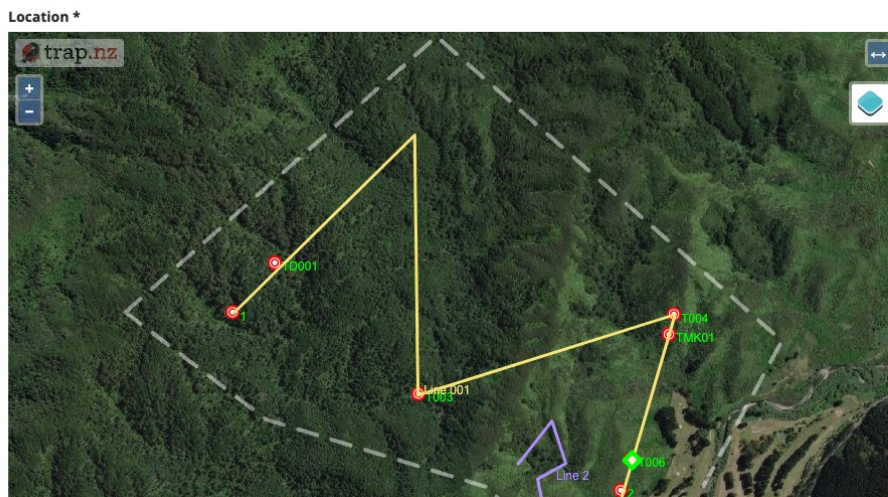 Location *
trap.nz
+
−
TD001
1
T004
TMK01
Line 001
T003
T006
Line 2
2